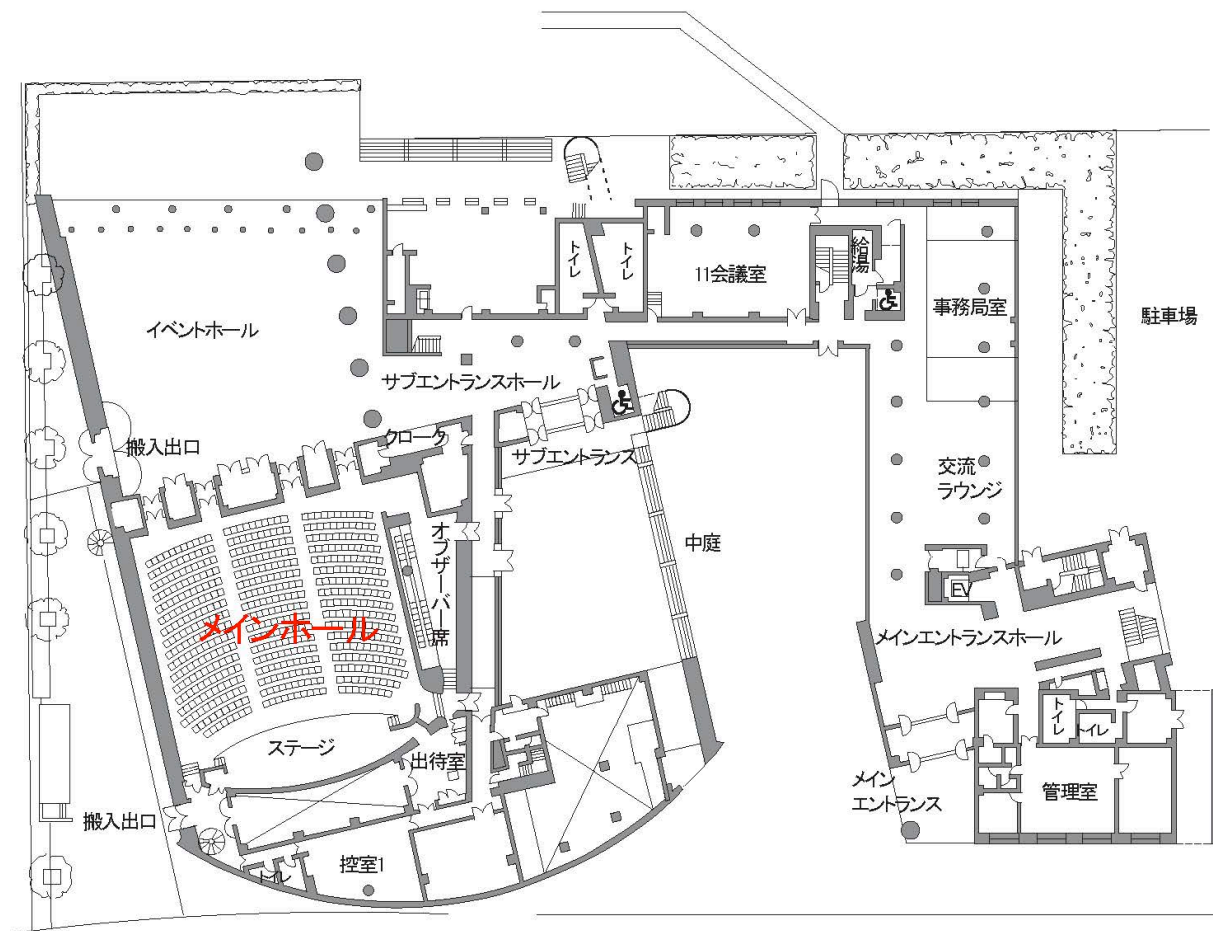 トイレ
トイレ
11会議室
給湯
事務局室
駐車場
イベントホール
サブエントランスホール
クローク
搬入出口
サブエントランス
交流
ラウンジ
オブザーバー席
中庭
EV
メインホール
メインエントランスホール
ステージ
出待室
トイレ
トイレ
メイン
エントランス
管理室
搬入出口
控室1
トイレ